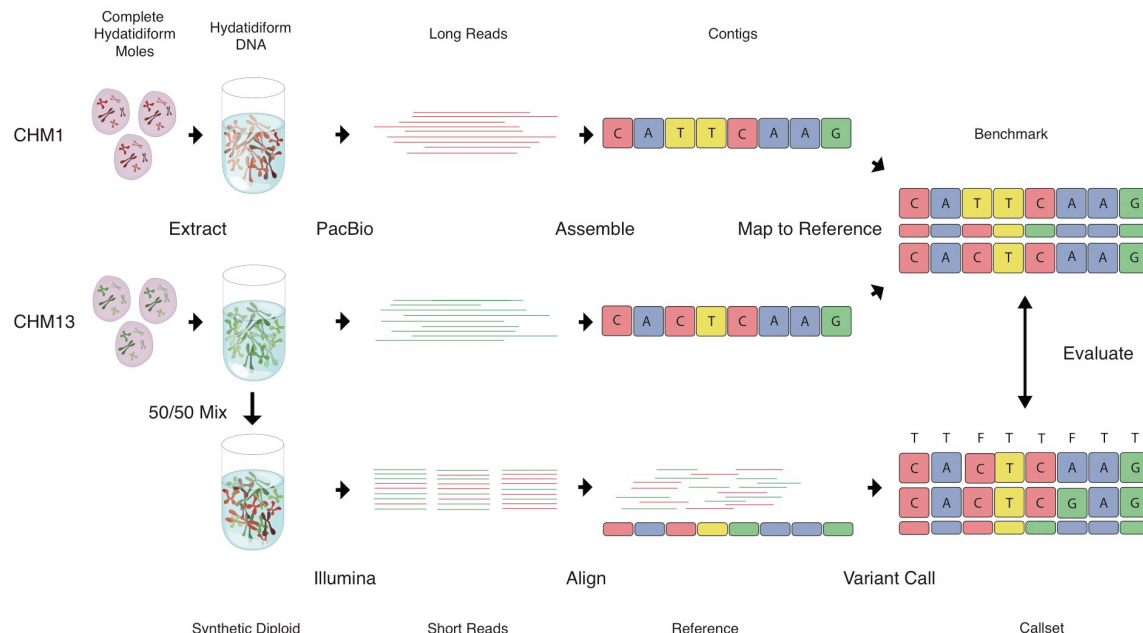 Complete
Hydatidiform
Moles
Hydatidiform
DNA
Long Reads
Contigs
CHM1
C A T T C A A G
Benchmark
C A T T C A A G
C A C T C A A G
Extract
PacBio
Assemble
Map to Reference
CHM13
C A C T C A A G
Evaluate
50/50 Mix
T T F T T F T T
C A C T C A A G
C A C T C G A G
Illumina
Align
Variant Call
Synthetic Diploid
Short Reads
Reference
Callset